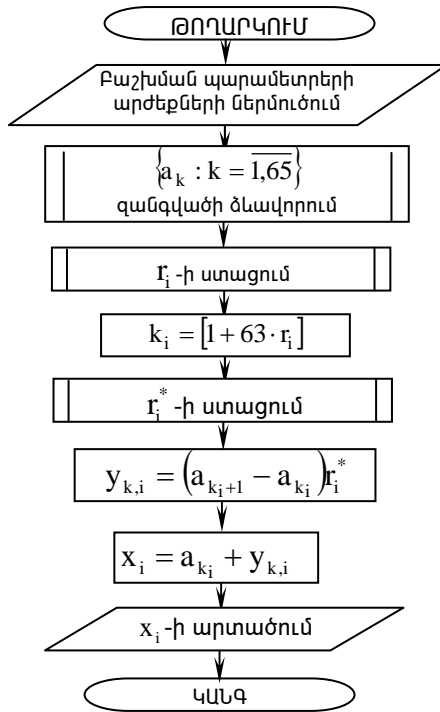 ԹՈՂԱՐԿՈՒՄ
Բաշխման պարամետրերի
արժեքների ներմուծում
{a_k : k = \overline{1,65}}
զանգվածի ձևավորում
r_i -ի ստացում
k_i = [1 + 63 · r_i]
r_i^* -ի ստացում
y_{k,i} = (a_{k_i+1} − a_{k_i}) r_i^*
x_i = a_{k_i} + y_{k,i}
x_i -ի արտածում
ԿԱՆԳ